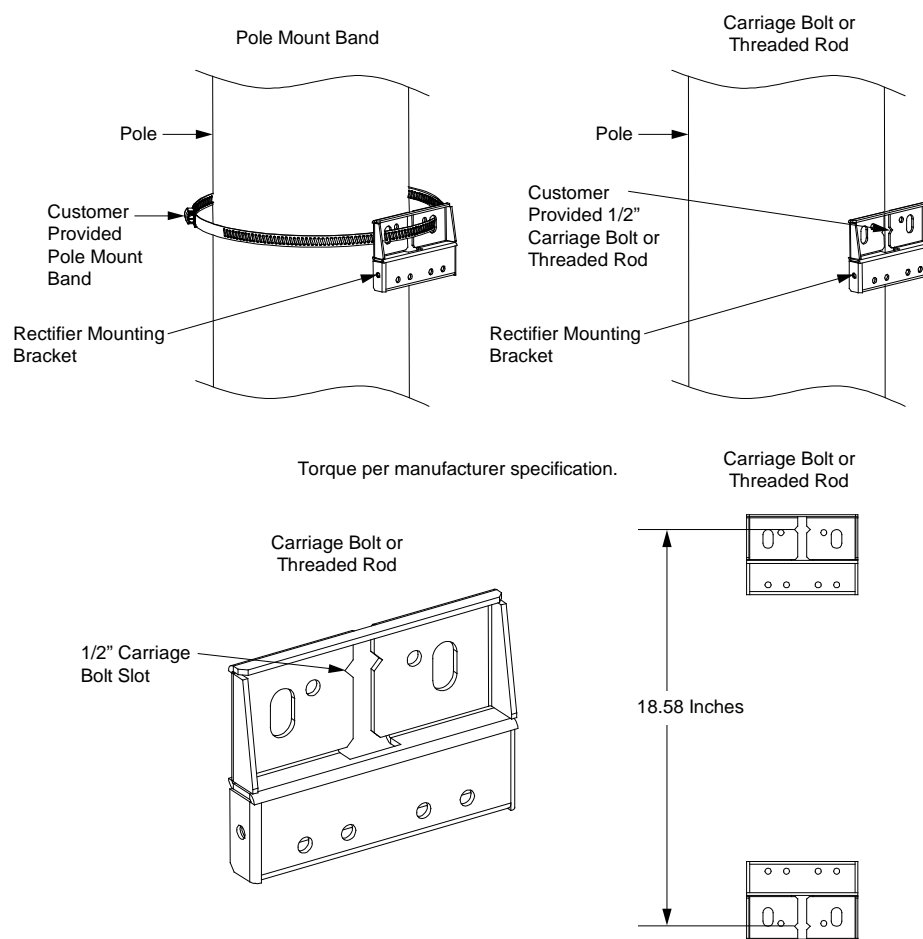 Pole Mount Band
Pole
Customer
Provided
Pole Mount
Band
Rectifier Mounting
Bracket
Carriage Bolt or
Threaded Rod
Pole
Customer
Provided 1/2”
Carriage Bolt or
Threaded Rod
Rectifier Mounting
Bracket
Torque per manufacturer specification.
Carriage Bolt or
Threaded Rod
1/2” Carriage
Bolt Slot
Carriage Bolt or
Threaded Rod
18.58 Inches